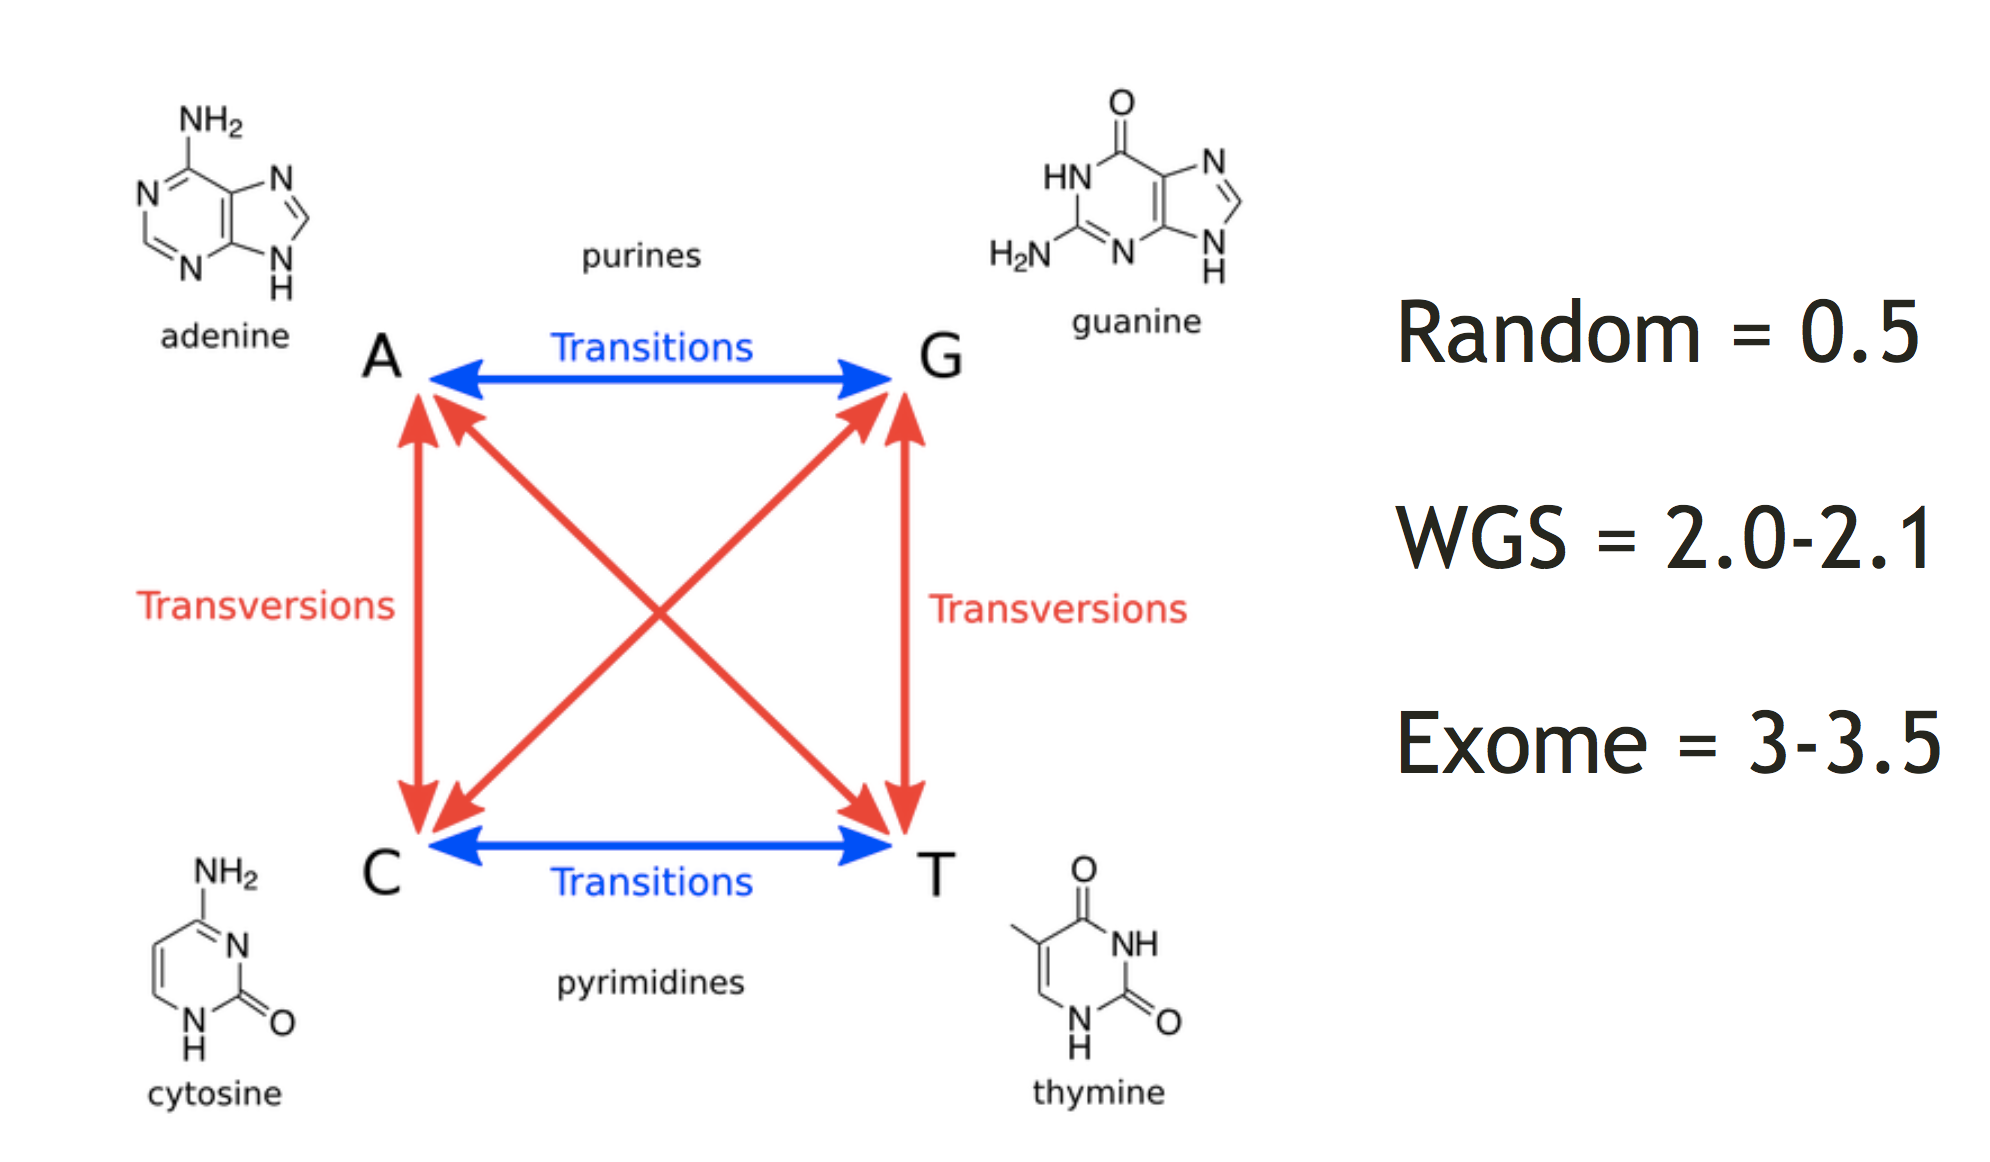 NH2
N
N
N
N
H
adenine
purines
O
HN
N
H2N
N
N
H
guanine
A
Transitions
G
Transversions
Transversions
C
Transitions
T
NH2
N
N
H
O
cytosine
pyrimidines
O
NH
N
H
O
thymine
Random = 0.5
WGS = 2.0-2.1
Exome = 3-3.5